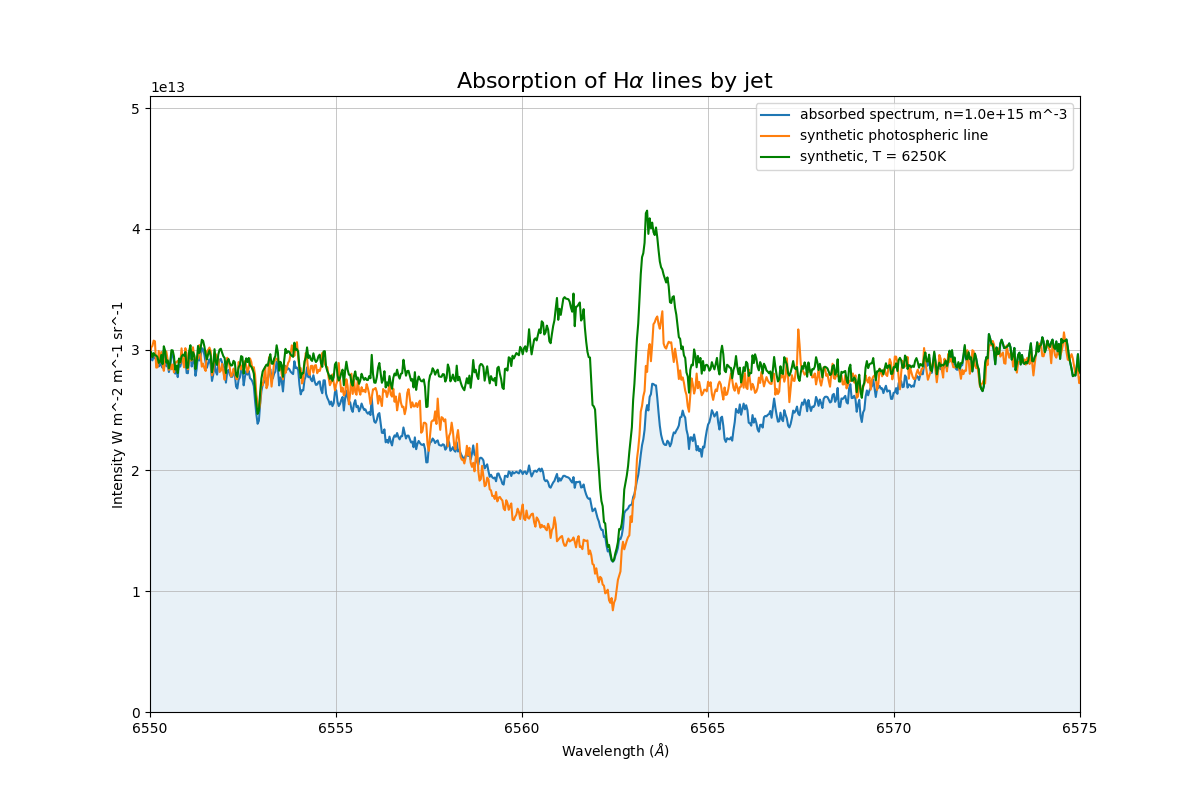 Absorption of Hα lines by jet
1e13
absorbed spectrum, n=1.0e+15 m^-3
synthetic photospheric line
synthetic, T = 6250K
5
4
3
2
1
0
Intensity W m^-2 m^-1 sr^-1
6550 6555 6560 6565 6570 6575
Wavelength (Å)